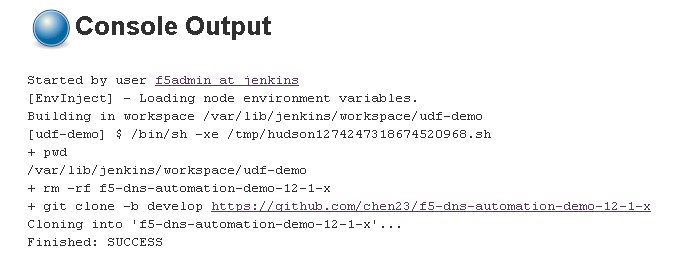 Console Output
Started by user f5admin at jenkins
[EnvInject] - Loading node environment variables.
Building in workspace /var/lib/jenkins/workspace/udf-demo
[udf-demo] $ /bin/sh -xe /tmp/hudson1274247318674520968.sh
+ pwd
/var/lib/jenkins/workspace/udf-demo
+ rm -rf f5-dns-automation-demo-12-1-x
+ git clone -b develop https://github.com/chen23/f5-dns-automation-demo-12-1-x
Cloning into 'f5-dns-automation-demo-12-1-x'...
Finished: SUCCESS